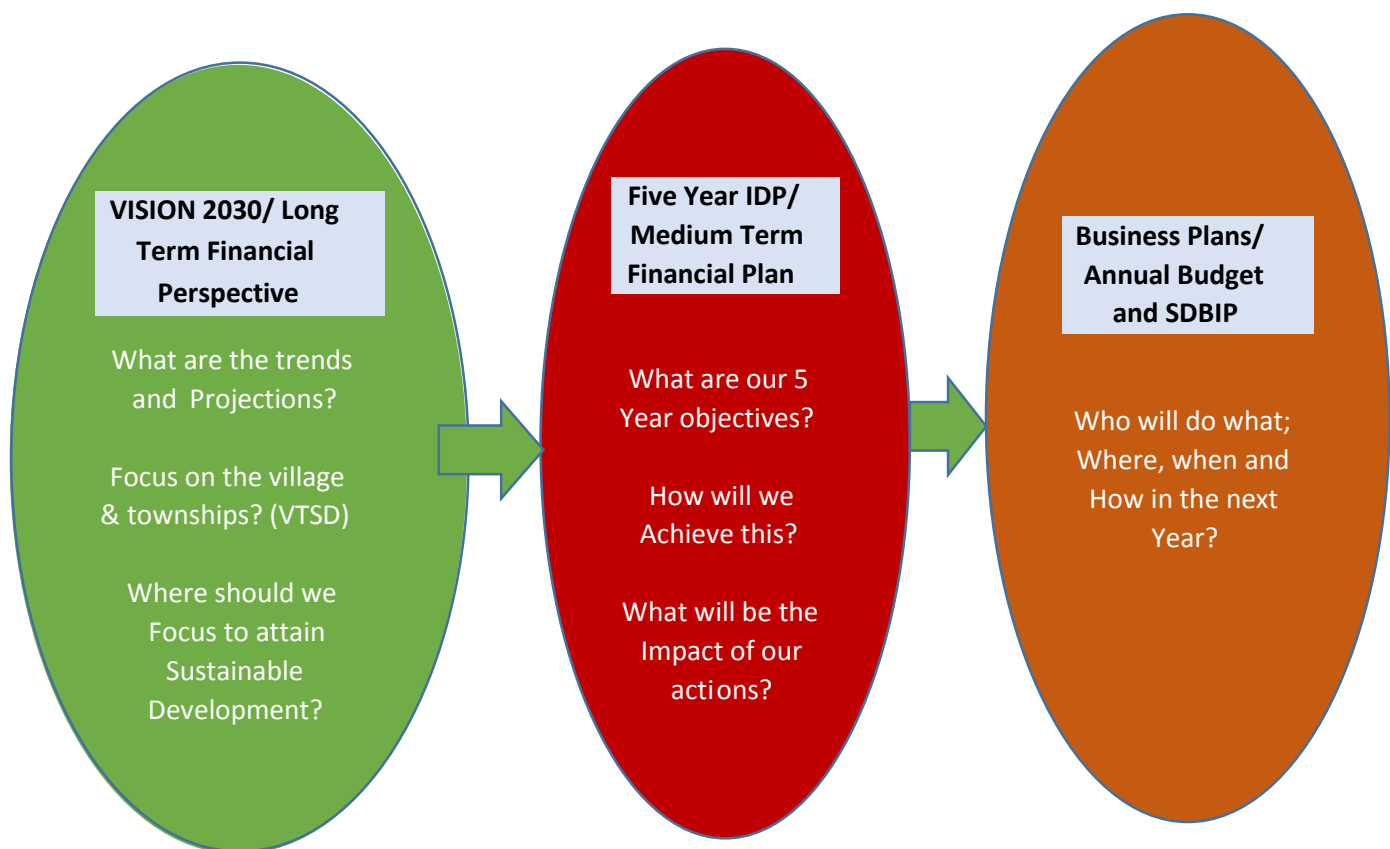 VISION 2030/ Long
Term Financial
Perspective
What are the trends
and Projections?
Focus on the village
& townships? (VTSD)
Where should we
Focus to attain
Sustainable
Development?
Five Year IDP/
Medium Term
Financial Plan
What are our 5
Year objectives?
How will we
Achieve this?
What will be the
Impact of our
actions?
Business Plans/
Annual Budget
and SDBIP
Who will do what;
Where, when and
How in the next
Year?